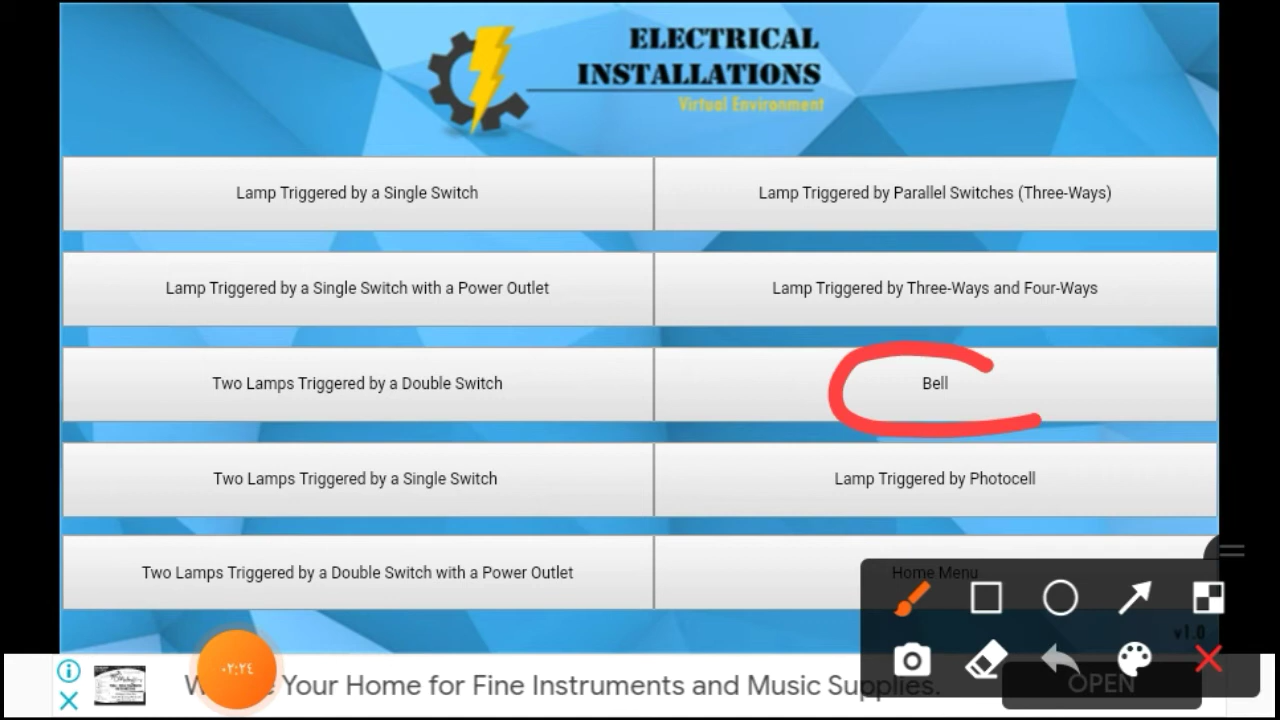 ELECTRICAL
INSTALLATIONS
Virtual Environment
Lamp Triggered by a Single Switch
Lamp Triggered by Parallel Switches (Three-Ways)
Lamp Triggered by a Single Switch with a Power Outlet
Lamp Triggered by Three-Ways and Four-Ways
Two Lamps Triggered by a Double Switch
Bell
Two Lamps Triggered by a Single Switch
Lamp Triggered by Photocell
Two Lamps Triggered by a Double Switch with a Power Outlet
Home Menu
v1.0
٠٢:٢٤
Your Home for Fine Instruments and Music Supplies.
OPEN